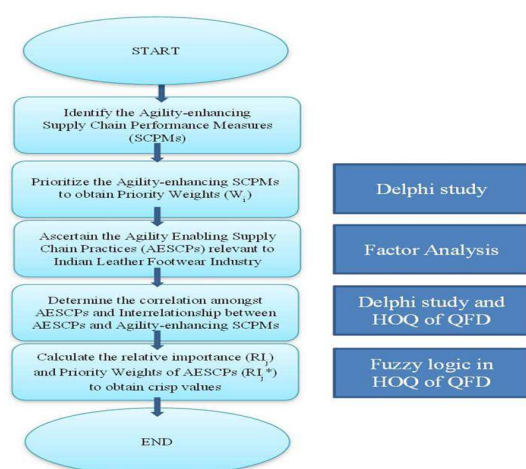 START
Identify the Agility-enhancing
Supply Chain Performance Measures
(SCPMs)
Prioritize the Agility-enhancing SCPMs
to obtain Priority Weights (Wi)
Delphi study
Ascertain the Agility Enabling Supply
Chain Practices (AESCPs) relevant to
Indian Leather Footwear Industry
Factor Analysis
Determine the correlation amongst
AESCPs and Interrelationship between
AESCPs and Agility-enhancing SCPMs
Delphi study and
HOQ of QFD
Calculate the relative importance (RIj)
and Priority Weights of AESCPs (RIj*)
to obtain crisp values
Fuzzy logic in
HOQ of QFD
END